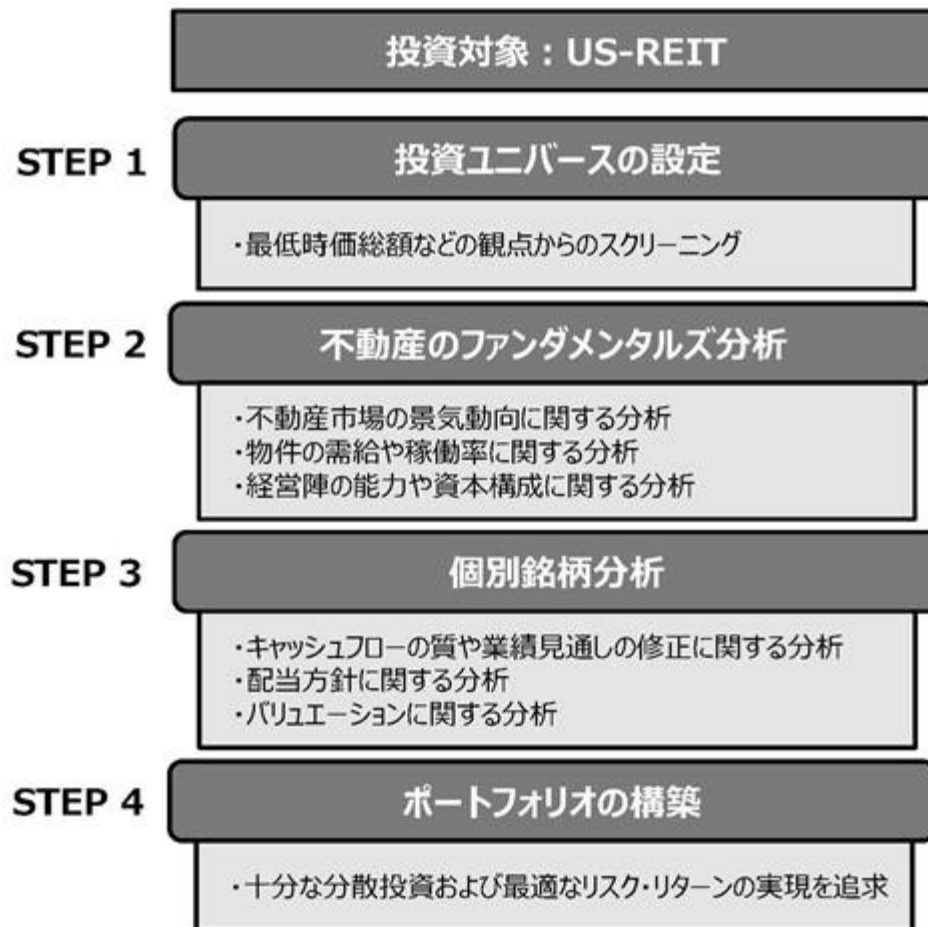 投資対象：US-REIT
STEP 1
投資ユニバースの設定
・最低時価総額などの観点からのスクリーニング
STEP 2
不動産のファンダメンタルズ分析
・不動産市場の景気動向に関する分析
・物件の需給や稼働率に関する分析
・経営陣の能力や資本構成に関する分析
STEP 3
個別銘柄分析
・キャッシュフローの質や業績見通しの修正に関する分析
・配当方針に関する分析
・バリュエーションに関する分析
STEP 4
ポートフォリオの構築
・十分な分散投資および最適なリスク・リターンの実現を追求